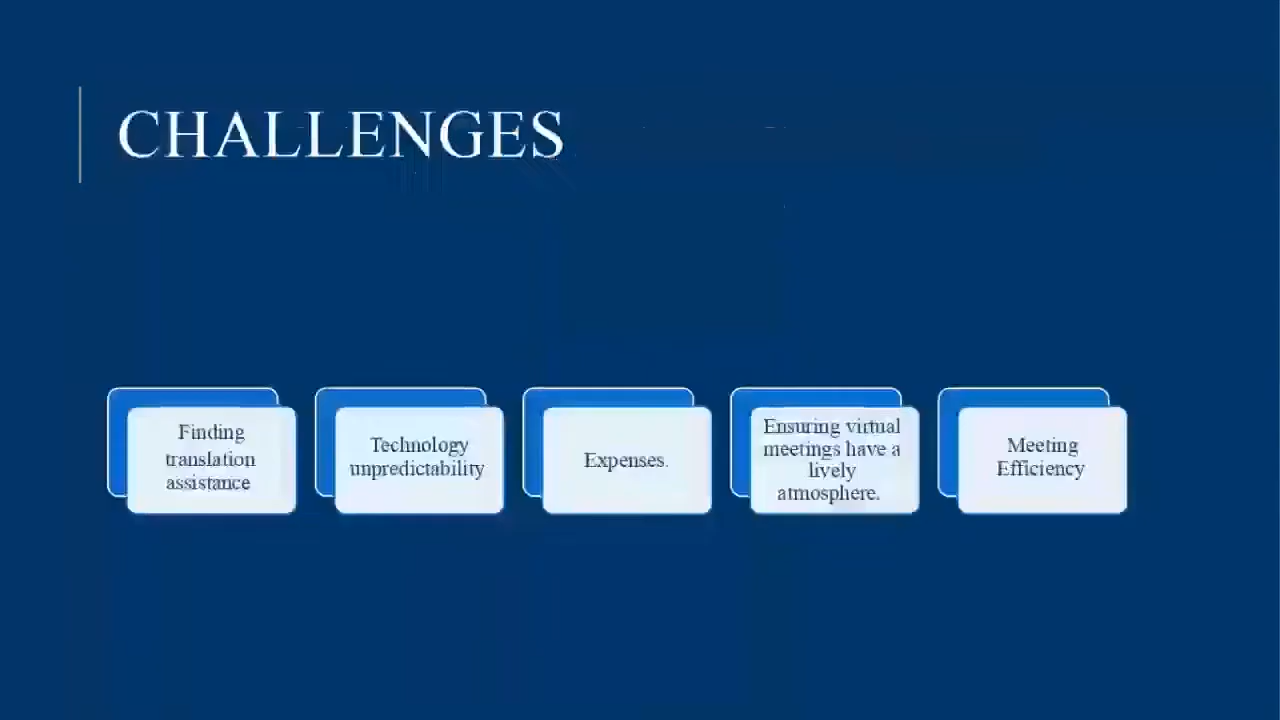 CHALLENGES
Finding
translation
assistance
Technology
unpredictability
Expenses.
Ensuring virtual
meetings have a
lively
atmosphere.
Meeting
Efficiency